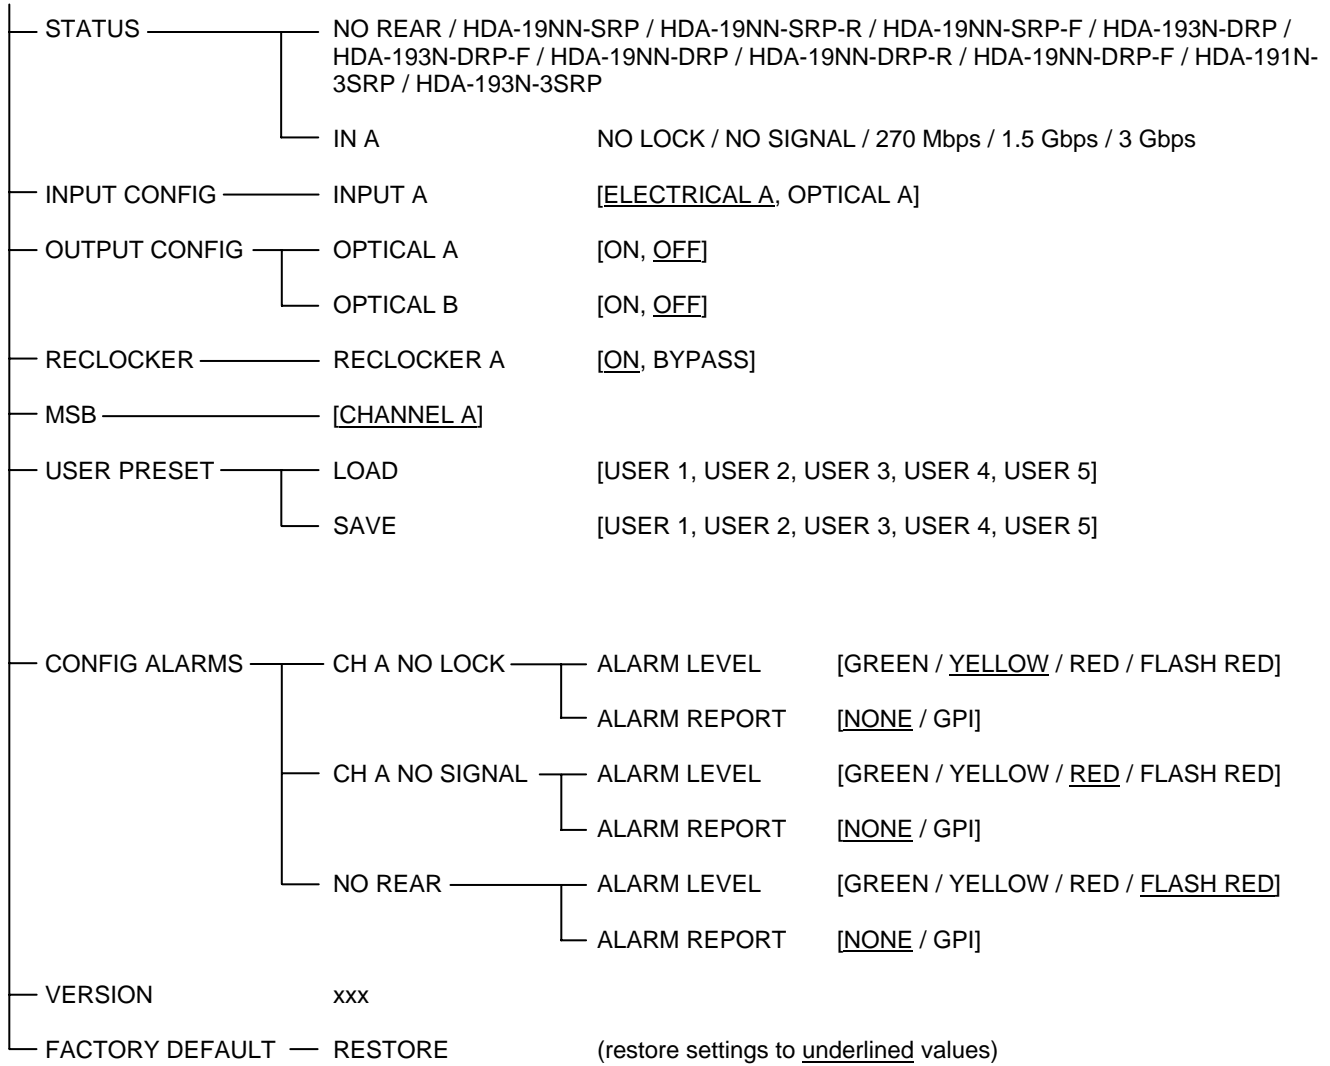 STATUS NO REAR / HDA-19NN-SRP / HDA-19NN-SRP-R / HDA-19NN-SRP-F / HDA-193N-DRP /
HDA-193N-DRP-F / HDA-19NN-DRP / HDA-19NN-DRP-R / HDA-19NN-DRP-F / HDA-191N-
3SRP / HDA-193N-3SRP
IN A NO LOCK / NO SIGNAL / 270 Mbps / 1.5 Gbps / 3 Gbps
INPUT CONFIG INPUT A [ELECTRICAL A, OPTICAL A]
OUTPUT CONFIG OPTICAL A [ON, OFF]
OPTICAL B [ON, OFF]
RECLOCKER RECLOCKER A [ON, BYPASS]
MSB [CHANNEL A]
USER PRESET LOAD [USER 1, USER 2, USER 3, USER 4, USER 5]
SAVE [USER 1, USER 2, USER 3, USER 4, USER 5]
CONFIG ALARMS CH A NO LOCK ALARM LEVEL [GREEN / YELLOW / RED / FLASH RED]
ALARM REPORT [NONE / GPI]
CH A NO SIGNAL ALARM LEVEL [GREEN / YELLOW / RED / FLASH RED]
ALARM REPORT [NONE / GPI]
NO REAR ALARM LEVEL [GREEN / YELLOW / RED / FLASH RED]
ALARM REPORT [NONE / GPI]
VERSION xxx
FACTORY DEFAULT RESTORE (restore settings to underlined values)